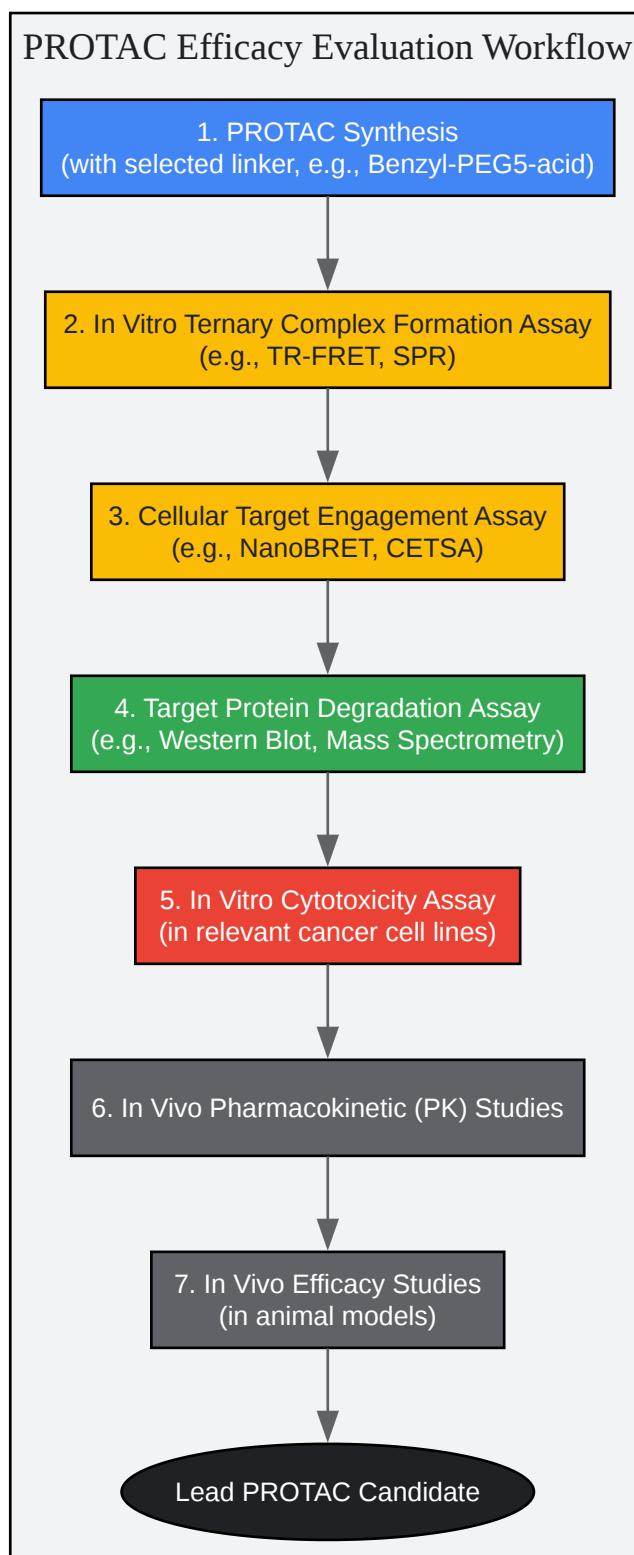 PROTAC Efficacy Evaluation Workflow
1. PROTAC Synthesis
(with selected linker, e.g., Benzyl-PEG5-acid)
2. In Vitro Ternary Complex Formation Assay
(e.g., TR-FRET, SPR)
3. Cellular Target Engagement Assay
(e.g., NanoBRET, CETSA)
4. Target Protein Degradation Assay
(e.g., Western Blot, Mass Spectrometry)
5. In Vitro Cytotoxicity Assay
(in relevant cancer cell lines)
6. In Vivo Pharmacokinetic (PK) Studies
7. In Vivo Efficacy Studies
(in animal models)
Lead PROTAC Candidate